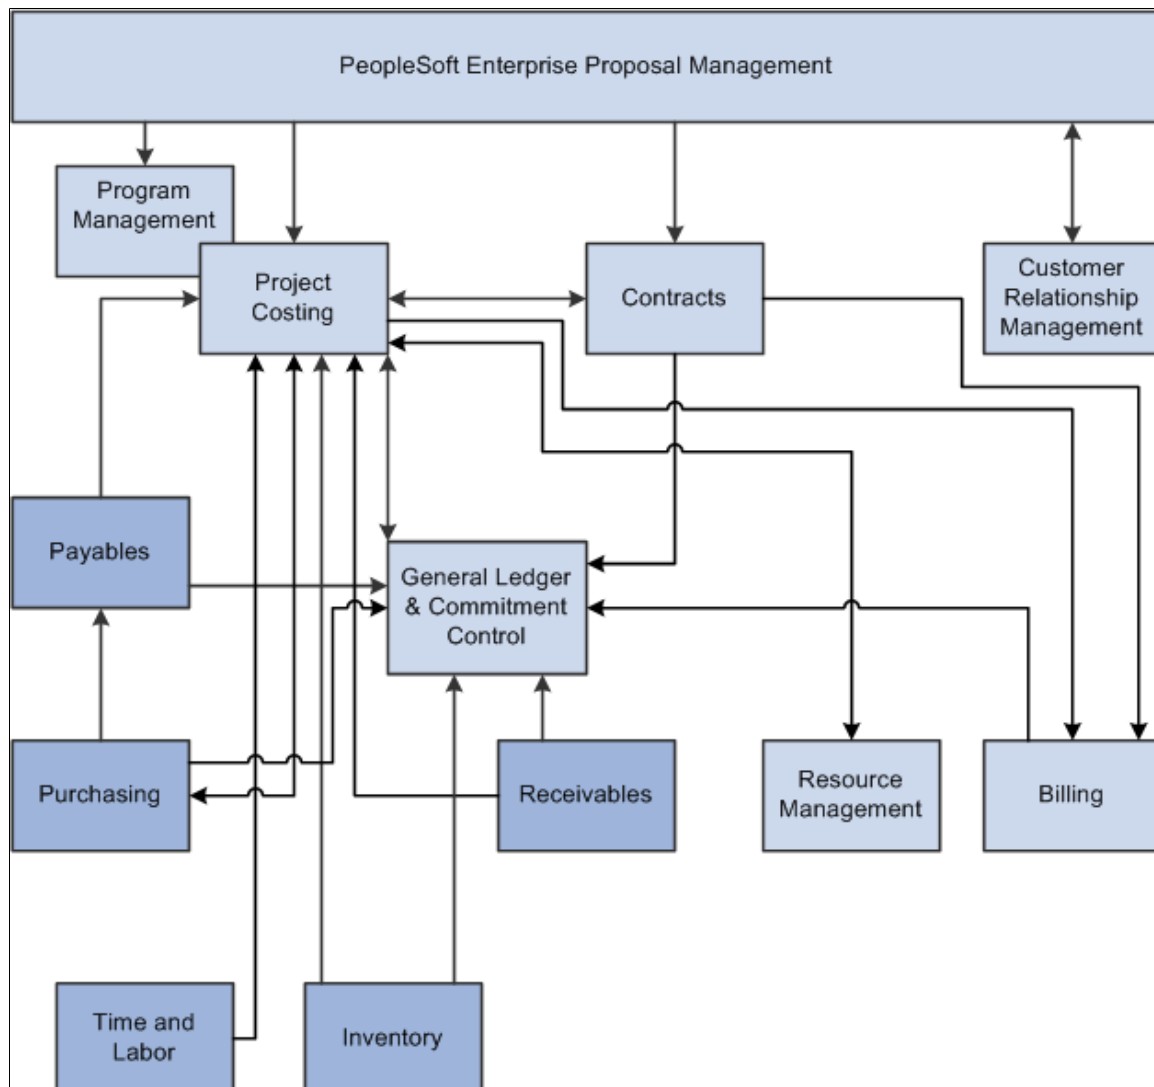 PeopleSoft Enterprise Proposal Management
Program
Management
Project
Costing
Contracts
Customer
Relationship
Management
Payables
General Ledger
& Commitment
Control
Purchasing
Receivables
Resource
Management
Billing
Time and
Labor
Inventory